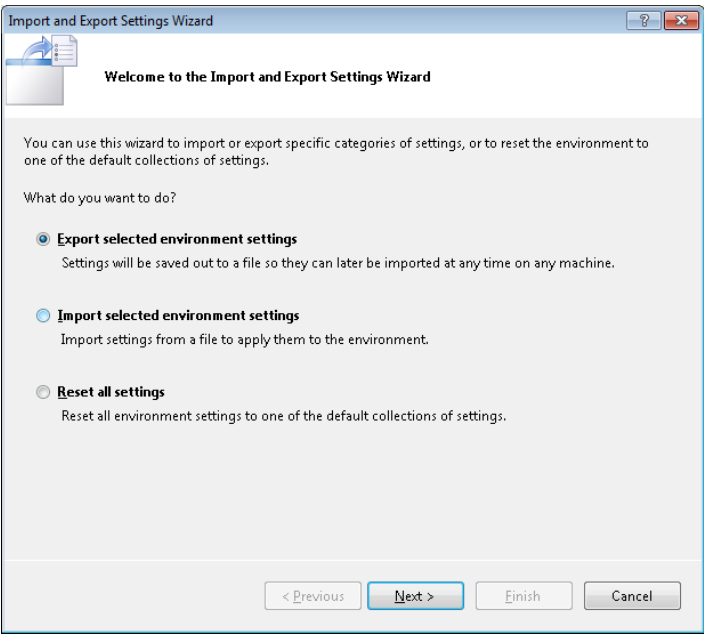 Import and Export Settings Wizard
Welcome to the Import and Export Settings Wizard
You can use this wizard to import or export specific categories of settings, or to reset the environment to
one of the default collections of settings.
What do you want to do?
Export selected environment settings
Settings will be saved out to a file so they can later be imported at any time on any machine.
Import selected environment settings
Import settings from a file to apply them to the environment.
Reset all settings
Reset all environment settings to one of the default collections of settings.
< Previous Next > Finish Cancel